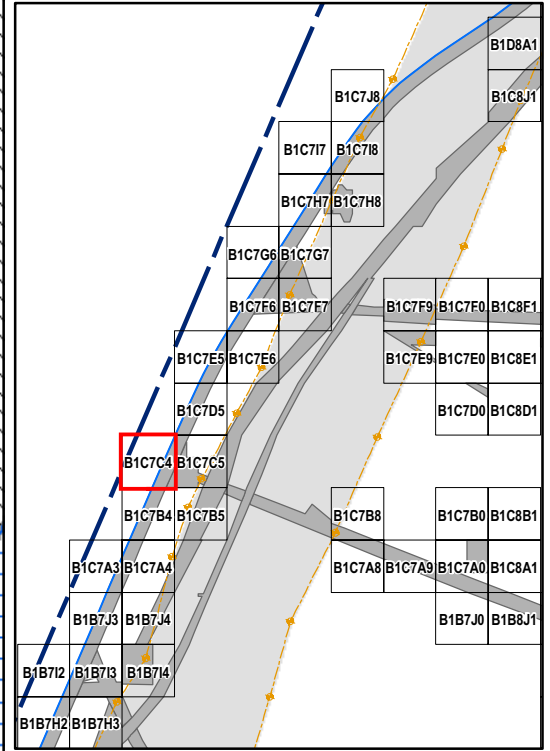 B1D8A1
B1C7J8 B1C8J1
B1C7I7 B1C7I8
B1C7H7 B1C7H8
B1C7G6 B1C7G7
B1C7F6 B1C7F7 B1C7F9 B1C7F0 B1C8F1
B1C7E5 B1C7E6 B1C7E9 B1C7E0 B1C8E1
B1C7D5 B1C7D0 B1C8D1
B1C7C4 B1C7C5
B1C7B4 B1C7B5 B1C7B8 B1C7B0 B1C8B1
B1C7A3 B1C7A4 B1C7A8 B1C7A9 B1C7A0 B1C8A1
B1B7J3 B1B7J4 B1B7J0 B1B8J1
B1B7I2 B1B7I3 B1B7I4
B1B7H2 B1B7H3